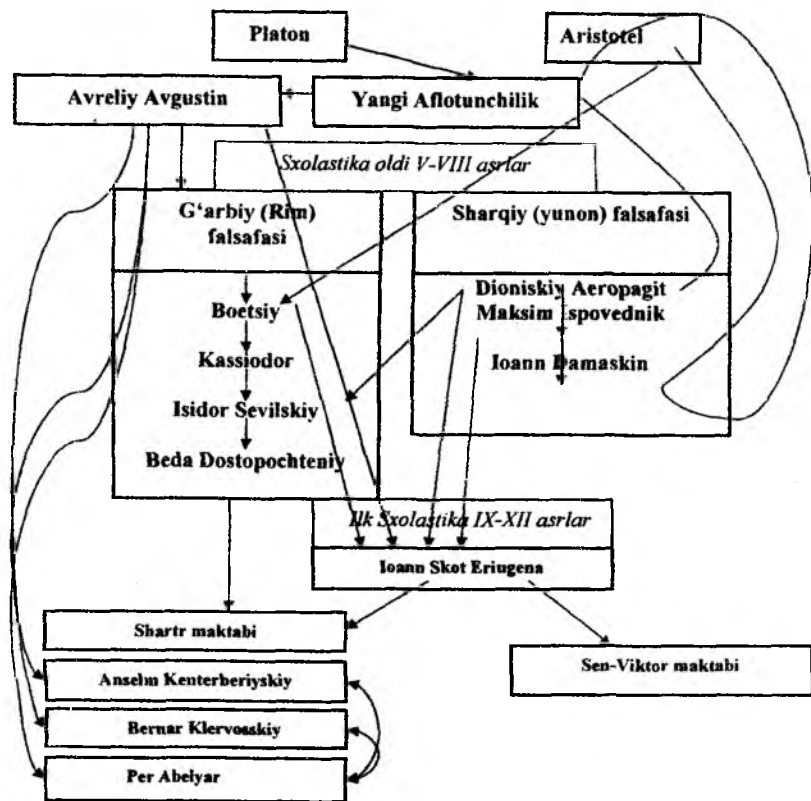 Platon
Aristotel
Avreliy Avgustin
Yangi Aflotunchilik
Sxolastika oldi V-VIII asrlar
G‘arbiy (Rim)
falsafasi
Sharqiy (yunon) falsafasi
Boetsiy
Kassiodor
Isidor Sevilskiy
Beda Dostopochteniy
Dioniskiy Aeropagit
Maksim Ispovednik
Ioann Damaskin
Ilk Sxolastika IX-XII asrlar
Ioann Skot Eriugena
Shartr maktabi
Sen-Viktor maktabi
Anselm Kenterberiyskiy
Bernar Klervosskiy
Per Abelyar